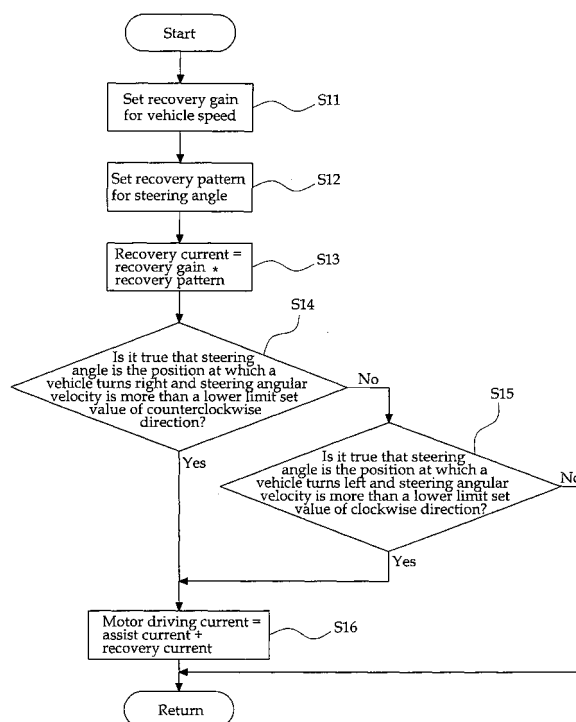 Start
Set recovery gain
for vehicle speed
S11
Set recovery pattern
for steering angle
S12
Recovery current =
recovery gain *
recovery pattern
S13
S14
Is it true that steering
angle is the position at which a
vehicle turns right and steering angular
velocity is more than a lower limit set
value of counterclockwise
direction?
No
Yes
S15
Is it true that steering
angle is the position at which a
vehicle turns left and steering angular
velocity is more than a lower limit set
value of clockwise direction?
No
Yes
Motor driving current =
assist current +
recovery current
S16
Return